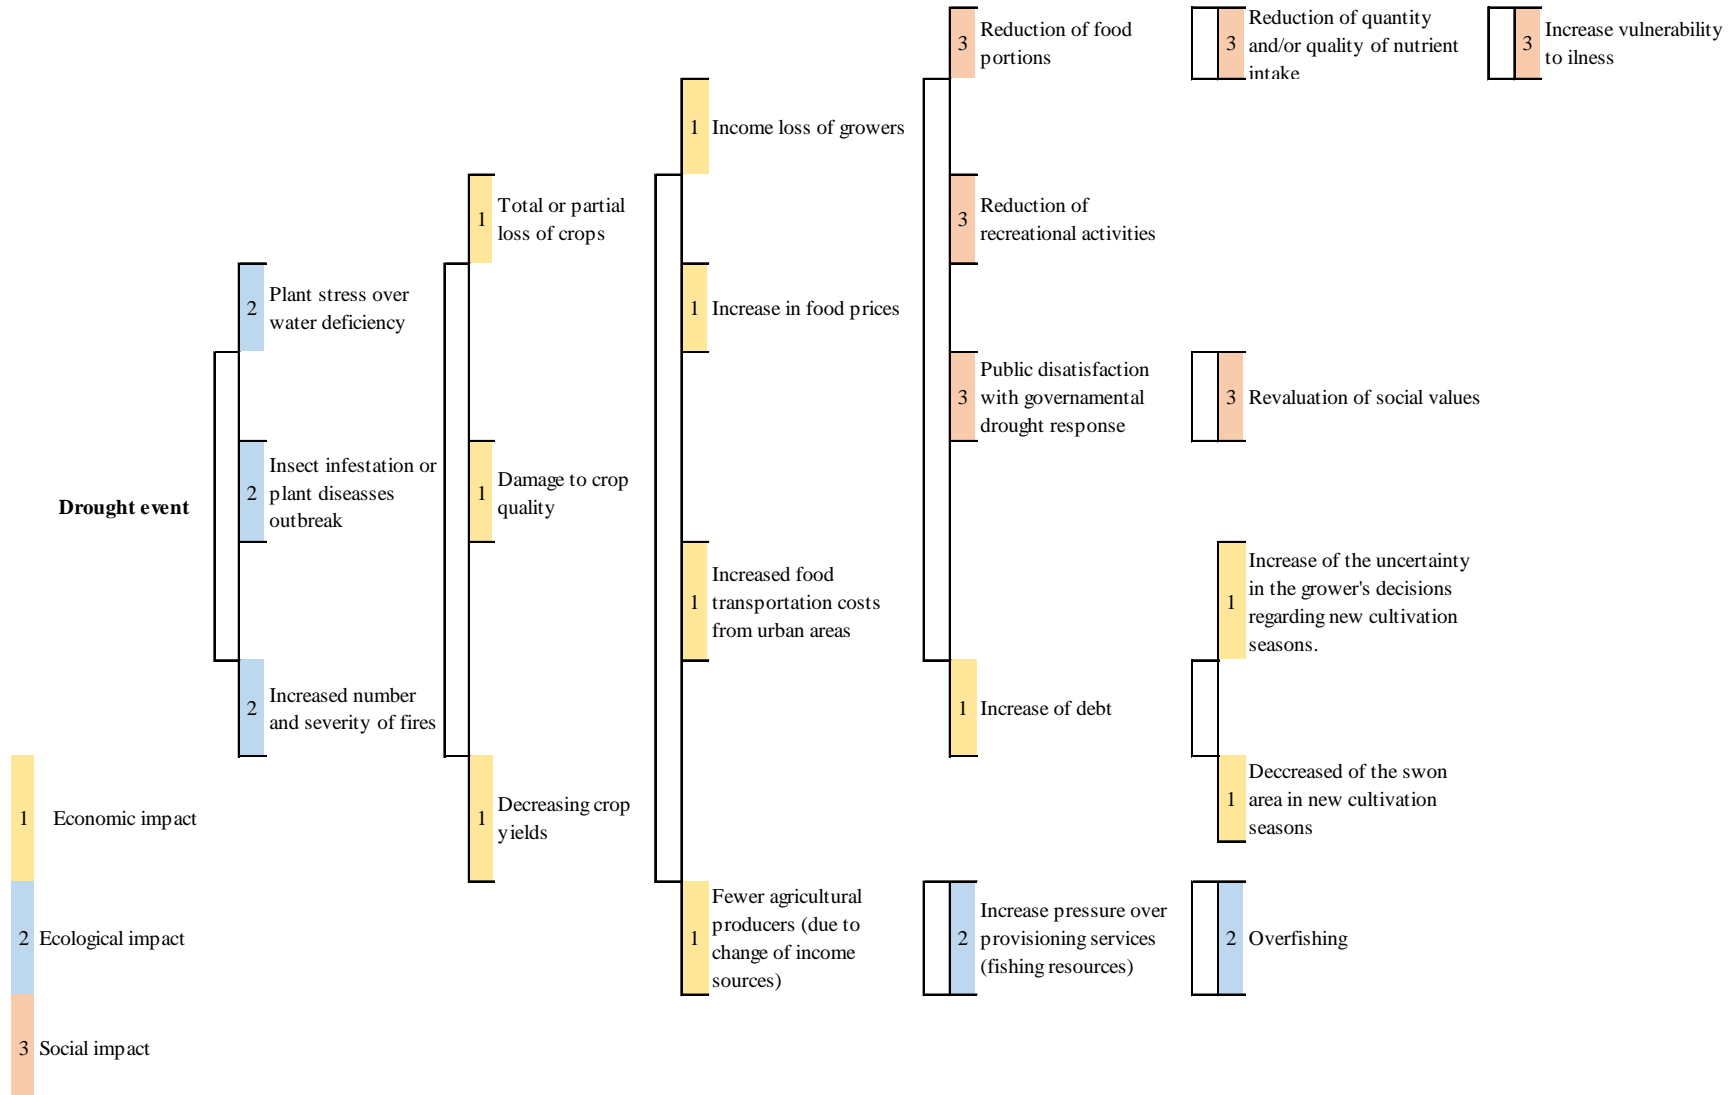 Drought event
2
Plant stress over
water deficiency
2
Insect infestation or
plant diseasses
outbreak
2
Increased number
and severity of fires
1
Total or partial
loss of crops
1
Damage to crop
quality
1
Decreasing crop
yields
1
Income loss of growers
1
Increase in food prices
1
Increased food
transportation costs
from urban areas
1
Fewer agricultural
producers (due to
change of income
sources)
3
Reduction of food
portions
3
Reduction of
recreational activities
3
Public disatisfaction
with governamental
drought response
1
Increase of debt
2
Increase pressure over
provisioning services
(fishing resources)
3
Reduction of quantity
and/or quality of nutrient
intake
3
Revaluation of social values
1
Increase of the uncertainty
in the grower's decisions
regarding new cultivation
seasons.
1
Deccreased of the swon
area in new cultivation
seasons
2
Overfishing
3
Increase vulnerability
to ilness
1 Economic impact
2 Ecological impact
3 Social impact